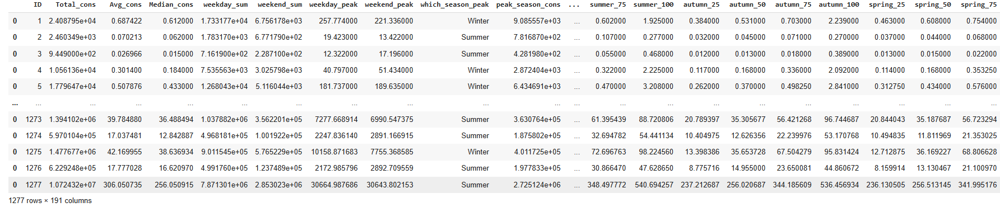 ID Total_cons Avg_cons Median_cons weekday_sum weekend_sum weekday_peak weekend_peak which_season_peak peak_season_cons ... summer_75 summer_100 autumn_25 autumn_50 autumn_75 autumn_100 spring_25 spring_50 spring_75
0 1 2.408795e+04 0.687422 0.612000 1.733177e+04 6.756178e+03 257.774000 221.336000 Winter 9.085557e+03 ... 0.602000 1.925000 0.384000 0.531000 0.703000 2.239000 0.463000 0.608000 0.754000
0 2 2.460349e+03 0.070213 0.062000 1.783170e+03 6.771790e+02 19.423000 13.422000 Summer 7.816870e+02 ... 0.107000 0.277000 0.032000 0.045000 0.071000 0.270000 0.037000 0.044000 0.068000
0 3 9.449000e+02 0.026966 0.015000 7.161900e+02 2.287100e+02 12.322000 17.196000 Summer 4.281980e+02 ... 0.055000 0.468000 0.012000 0.013000 0.018000 0.389000 0.013000 0.015000 0.022000
0 4 1.056136e+04 0.301400 0.184000 7.535563e+03 3.025798e+03 40.797000 51.434000 Winter 2.872404e+03 ... 0.322000 2.225000 0.117000 0.168000 0.336000 2.092000 0.114000 0.168000 0.353250
0 5 1.779647e+04 0.507876 0.433000 1.268043e+04 5.116044e+03 181.737000 189.635000 Winter 6.434691e+03 ... 0.470000 3.208000 0.262000 0.370000 0.498250 2.841000 0.312750 0.434000 0.576000
... ... ... ... ... ... ... ... ... ... ... ... ... ... ... ... ... ... ... ... ...
0 1273 1.394102e+06 39.784880 36.488494 1.037882e+06 3.562201e+05 7277.668914 6990.547375 Summer 3.630764e+05 ... 61.395439 88.720806 20.789397 35.305677 56.421268 96.744687 20.844043 35.187687 56.723294
0 1274 5.970104e+05 17.037481 12.842887 4.968181e+05 1.001922e+05 2247.836140 2891.166915 Summer 1.875802e+05 ... 32.694782 54.441134 10.404975 12.626356 22.239976 53.170768 10.494835 11.811969 21.353025
0 1275 1.477677e+06 42.169955 38.636934 9.011545e+05 5.765229e+05 10158.871683 7755.368585 Winter 4.011725e+05 ... 72.696763 98.224560 13.398386 35.653728 67.504279 95.831424 12.712875 36.169227 68.806628
0 1276 6.229248e+05 17.777028 16.620970 4.991760e+05 1.237489e+05 2172.985796 2892.709559 Summer 1.977833e+05 ... 30.866470 47.628650 8.775716 14.955000 23.650081 44.860672 8.159914 13.130467 21.100970
0 1277 1.072432e+07 306.050735 256.050915 7.871301e+06 2.853023e+06 30664.987686 30643.802153 Summer 2.725124e+06 ... 348.497772 540.694257 237.212687 256.020687 344.185609 536.456934 236.130505 256.513145 341.995176
1277 rows × 191 columns